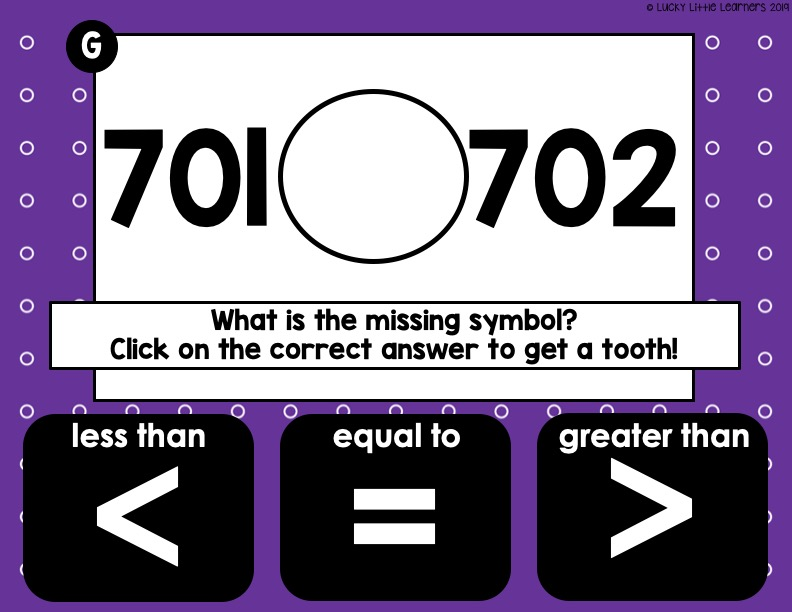 © Lucky Little Learners 2019
G
701 702
What is the missing symbol?
Click on the correct answer to get a tooth!
less than equal to greater than
< = >